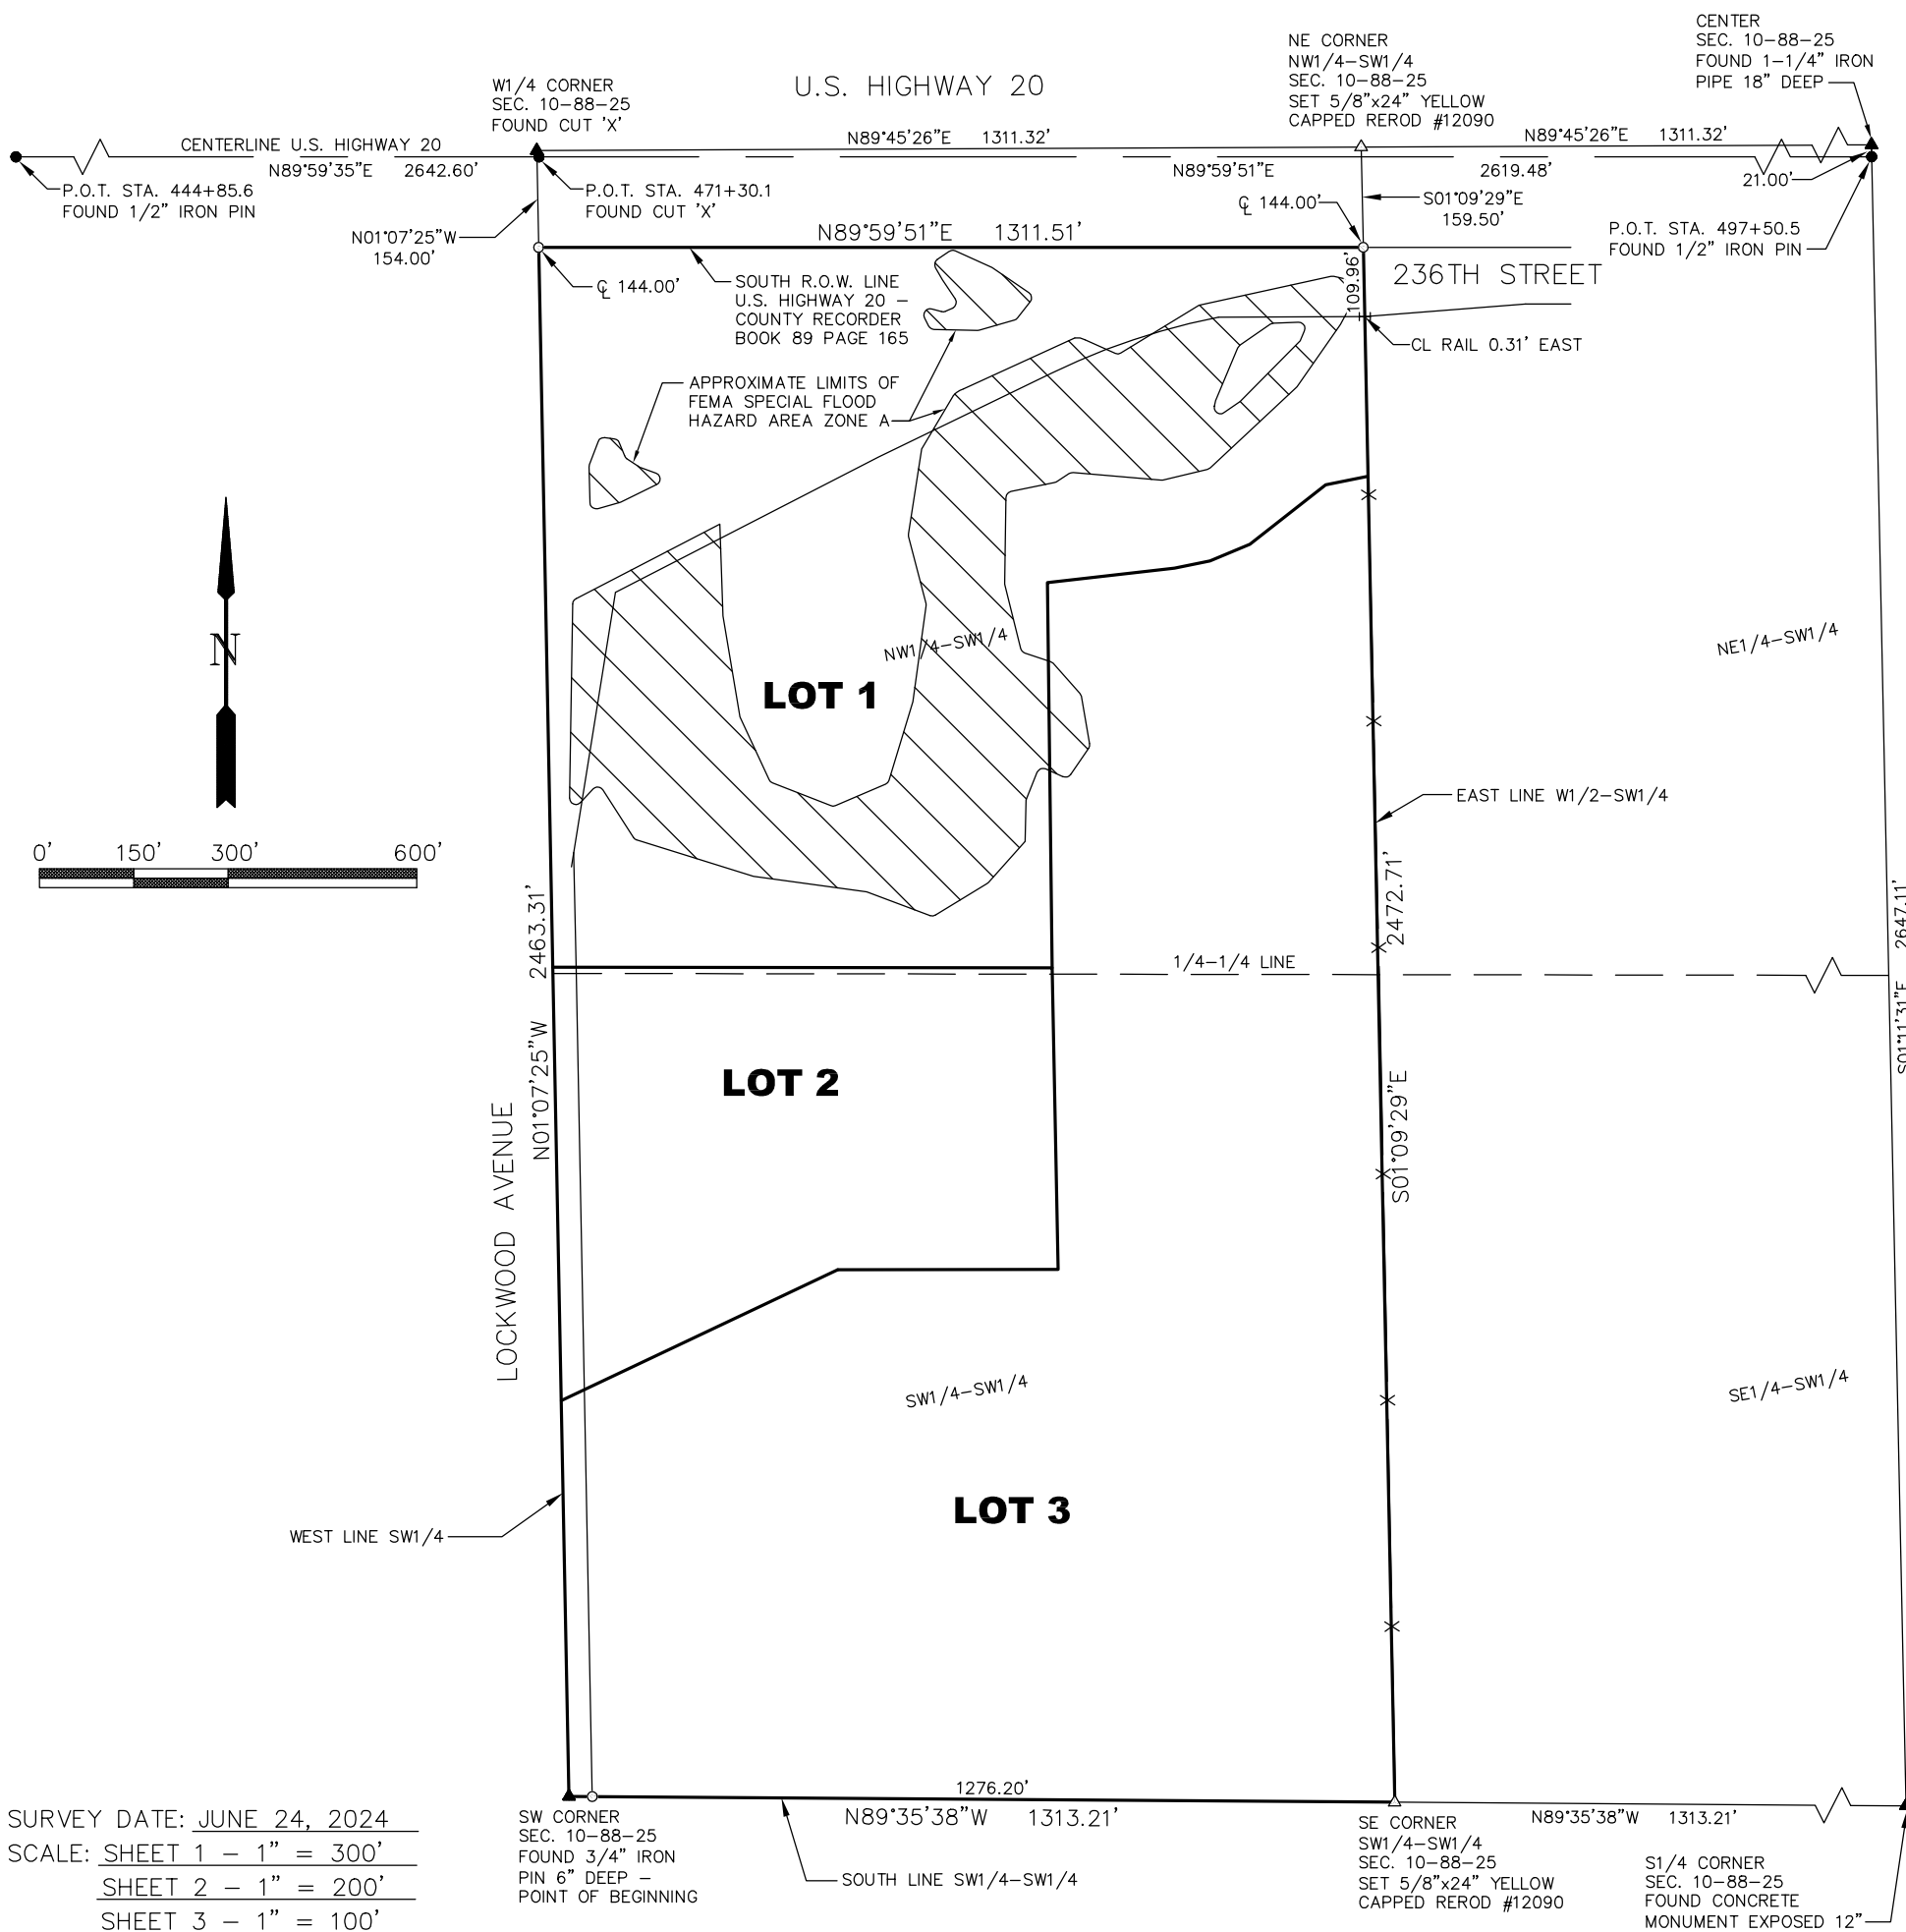 CENTER
SEC. 10-88-25
FOUND 1-1/4" IRON
PIPE 18" DEEP
NE CORNER
NW1/4-SW1/4
SEC. 10-88-25
SET 5/8"x24" YELLOW
CAPPED REROD #12090
W1/4 CORNER
SEC. 10-88-25
FOUND CUT 'X'
U.S. HIGHWAY 20
CENTERLINE U.S. HIGHWAY 20
N89°45'26"E 1311.32'
N89°45'26"E 1311.32'
N89°59'35"E 2642.60'
N89°59'51"E 2619.48'
21.00'
P.O.T. STA. 444+85.6
FOUND 1/2" IRON PIN
P.O.T. STA. 471+30.1
FOUND CUT 'X'
S01°09'29"E
159.50'
℄ 144.00'
P.O.T. STA. 497+50.5
FOUND 1/2" IRON PIN
N01°07'25"W
154.00'
N89°59'51"E 1311.51'
℄ 144.00'
SOUTH R.O.W. LINE
U.S. HIGHWAY 20 -
COUNTY RECORDER
BOOK 89 PAGE 165
109.96'
236TH STREET
CL RAIL 0.31' EAST
APPROXIMATE LIMITS OF
FEMA SPECIAL FLOOD
HAZARD AREA ZONE A
N
NW1/4-SW1/4
NE1/4-SW1/4
LOT 1
EAST LINE W1/2-SW1/4
0' 150' 300' 600'
N01°07'25"W 2463.31'
S01°09'29"E 2472.71'
S01°11'31"E 2647.11'
1/4-1/4 LINE
LOT 2
LOCKWOOD AVENUE
SW1/4-SW1/4
SE1/4-SW1/4
LOT 3
WEST LINE SW1/4
1276.20'
N89°35'38"W 1313.21'
N89°35'38"W 1313.21'
SURVEY DATE: JUNE 24, 2024
SCALE: SHEET 1 - 1" = 300'
SHEET 2 - 1" = 200'
SHEET 3 - 1" = 100'
SW CORNER
SEC. 10-88-25
FOUND 3/4" IRON
PIN 6" DEEP -
POINT OF BEGINNING
SOUTH LINE SW1/4-SW1/4
SE CORNER
SW1/4-SW1/4
SEC. 10-88-25
SET 5/8"x24" YELLOW
CAPPED REROD #12090
S1/4 CORNER
SEC. 10-88-25
FOUND CONCRETE
MONUMENT EXPOSED 12"